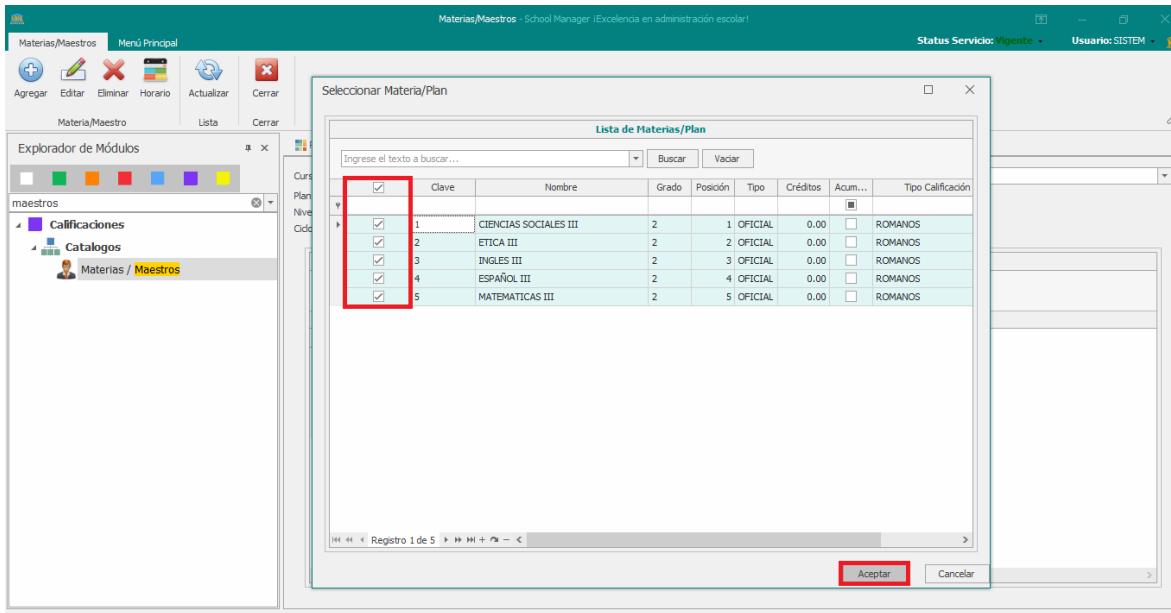 Materias/Maestros - School Manager ¡Excelencia en administración escolar!
Materias/Maestros Menú Principal Status Servicio: Vigente Usuario: SISTEM
Agregar Editar Eliminar Horario Actualizar Cerrar
Materia/Maestro Lista Cerrar
Explorador de Módulos
maestros
Calificaciones
Catalogos
Materias / Maestros
Curs
Plan
Nive
Ciclo
Seleccionar Materia/Plan
Lista de Materias/Plan
Ingrese el texto a buscar... Buscar Vaciar
Clave Nombre Grado Posición Tipo Créditos Acum... Tipo Calificación
1 CIENCIAS SOCIALES III 2 1 OFICIAL 0.00 ROMANOS
2 ETICA III 2 2 OFICIAL 0.00 ROMANOS
3 INGLES III 2 3 OFICIAL 0.00 ROMANOS
4 ESPAÑOL III 2 4 OFICIAL 0.00 ROMANOS
5 MATEMATICAS III 2 5 OFICIAL 0.00 ROMANOS
Registro 1 de 5
Aceptar Cancelar